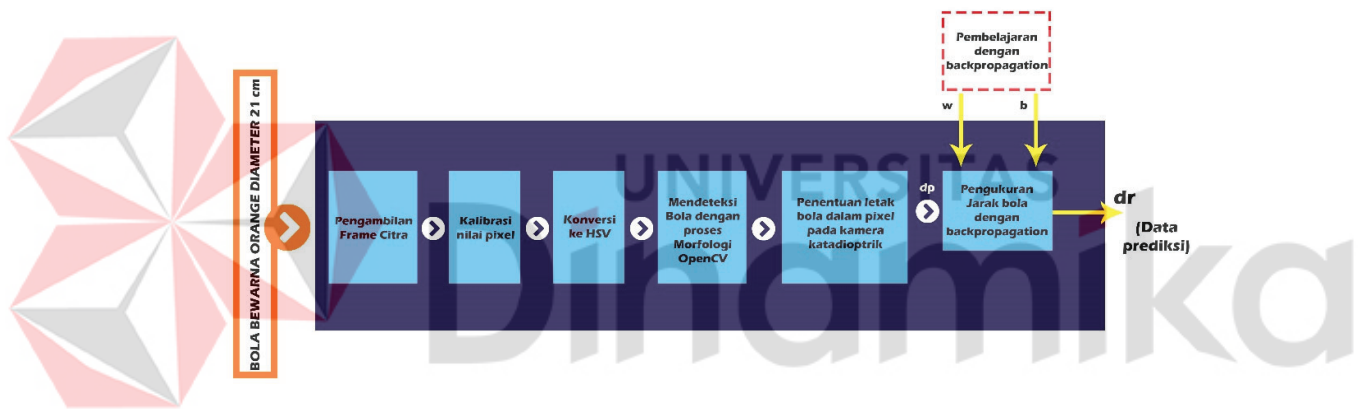 BOLA BEWARNA ORANGE DIAMETER 21 cm
Pengambilan
Frame Citra
Kalibrasi
nilai pixel
Konversi
ke HSV
Mendeteksi
Bola dengan
proses
Morfologi
OpenCV
Penentuan letak
bola dalam pixel
pada kamera
katadioptrik
dp
Pembelajaran
dengan
backpropagation
w
b
Pengukuran
Jarak bola
dengan
backpropagation
dr
(Data
prediksi)
UNIVERSITAS
Dinamika